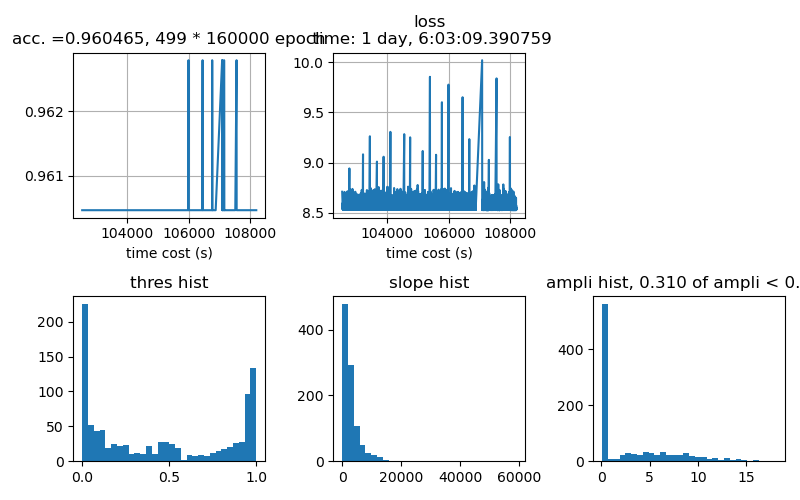 loss
acc. =0.960465, 499 * 160000 epoch
time: 1 day, 6:03:09.390759
0.962
0.961
104000 106000 108000
time cost (s)
10.0
9.5
9.0
8.5
104000 106000 108000
time cost (s)
thres hist
200
150
100
50
0
0.0 0.5 1.0
slope hist
400
200
0
0 20000 40000 60000
ampli hist, 0.310 of ampli < 0.
400
200
0
0 5 10 15